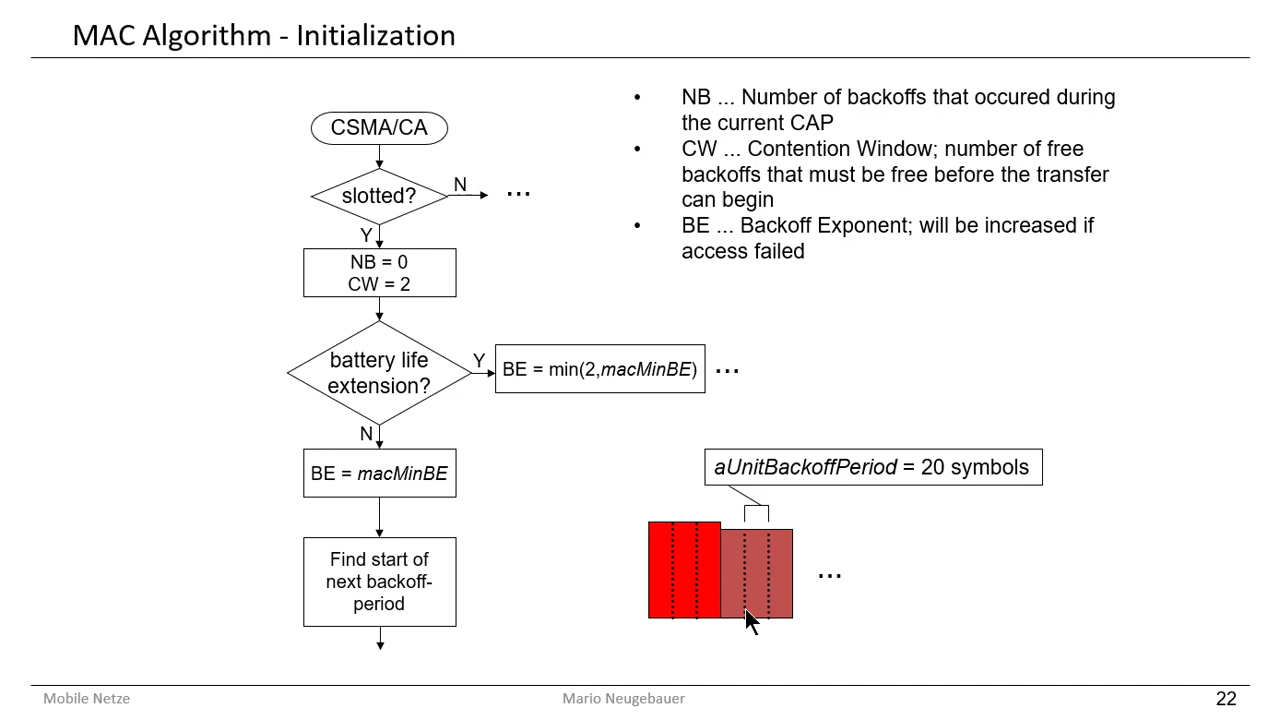 MAC Algorithm - Initialization
CSMA/CA
slotted?
N
...
Y
NB = 0
CW = 2
battery life
extension?
Y
BE = min(2,macMinBE)
...
N
BE = macMinBE
Find start of
next backoff-
period
• NB ... Number of backoffs that occured during
the current CAP
• CW ... Contention Window; number of free
backoffs that must be free before the transfer
can begin
• BE ... Backoff Exponent; will be increased if
access failed
aUnitBackoffPeriod = 20 symbols
...
Mobile Netze
Mario Neugebauer
22